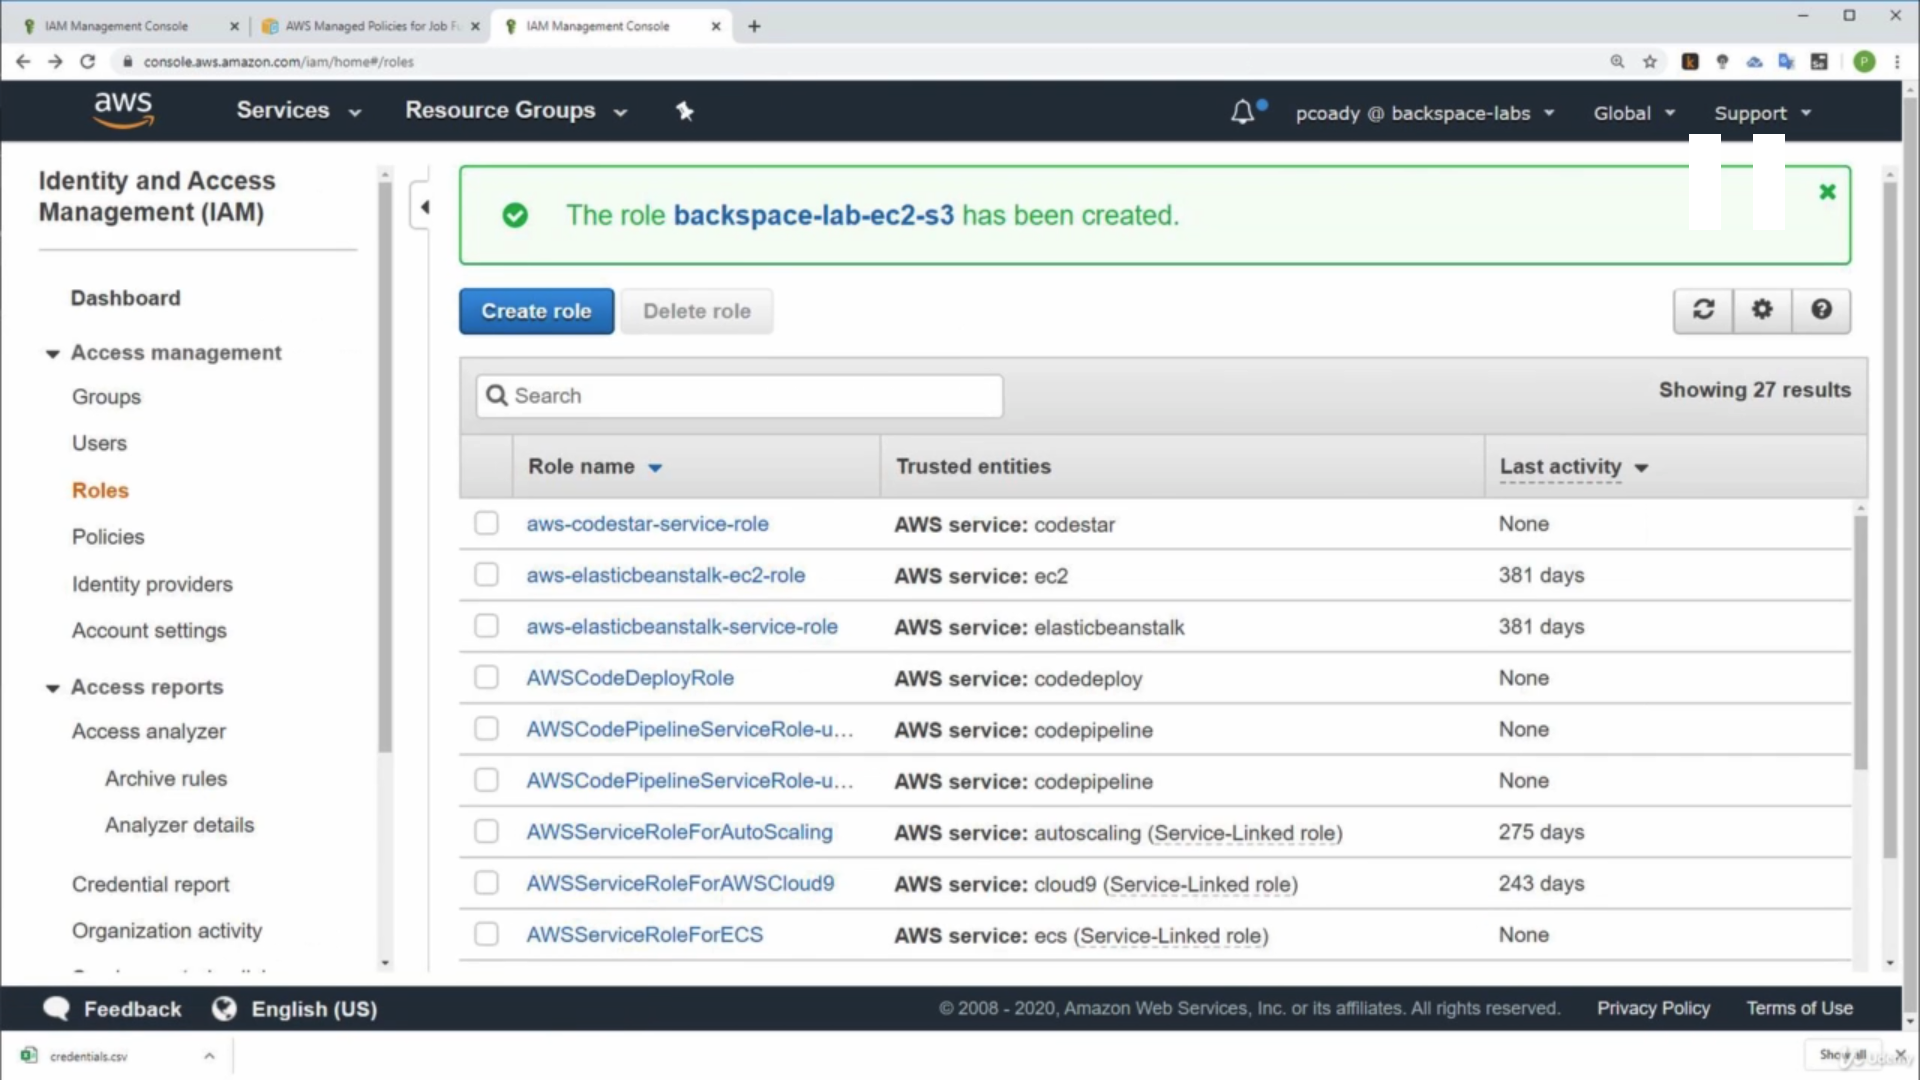 IAM Management Console
AWS Managed Policies for Job Fu
IAM Management Console
console.aws.amazon.com/iam/home#/roles
P
aws
Services
Resource Groups
pcoady @ backspace-labs
Global
Support
Identity and Access
Management (IAM)
Dashboard
Access management
Groups
Users
Roles
Policies
Identity providers
Account settings
Access reports
Access analyzer
Archive rules
Analyzer details
Credential report
Organization activity
The role backspace-lab-ec2-s3 has been created.
Create role
Delete role
Search
Showing 27 results
Role name
Trusted entities
Last activity
aws-codestar-service-role AWS service: codestar None
aws-elasticbeanstalk-ec2-role AWS service: ec2 381 days
aws-elasticbeanstalk-service-role AWS service: elasticbeanstalk 381 days
AWSCodeDeployRole AWS service: codedeploy None
AWSCodePipelineServiceRole-u... AWS service: codepipeline None
AWSCodePipelineServiceRole-u... AWS service: codepipeline None
AWSServiceRoleForAutoScaling AWS service: autoscaling (Service-Linked role) 275 days
AWSServiceRoleForAWSCloud9 AWS service: cloud9 (Service-Linked role) 243 days
AWSServiceRoleForECS AWS service: ecs (Service-Linked role) None
Feedback
English (US)
© 2008 - 2020, Amazon Web Services, Inc. or its affiliates. All rights reserved.
Privacy Policy
Terms of Use
credentials.csv
Show all